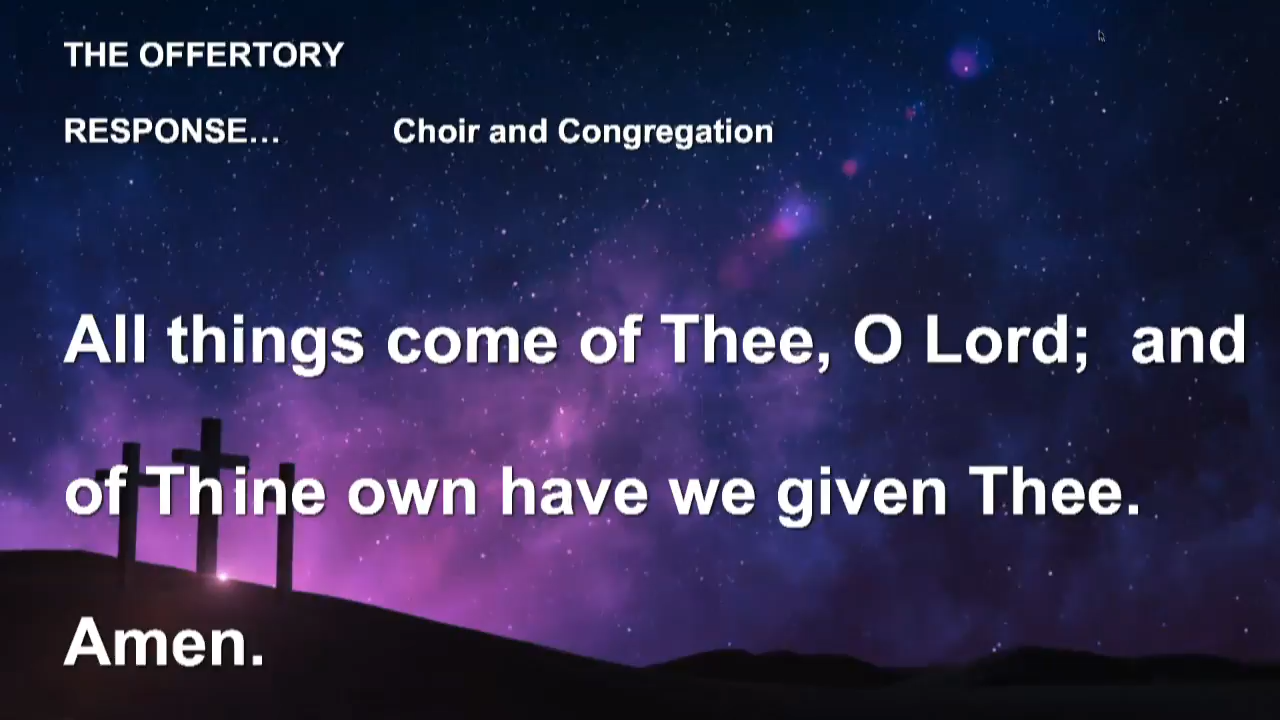 THE OFFERTORY
RESPONSE... Choir and Congregation
All things come of Thee, O Lord; and
of Thine own have we given Thee.
Amen.